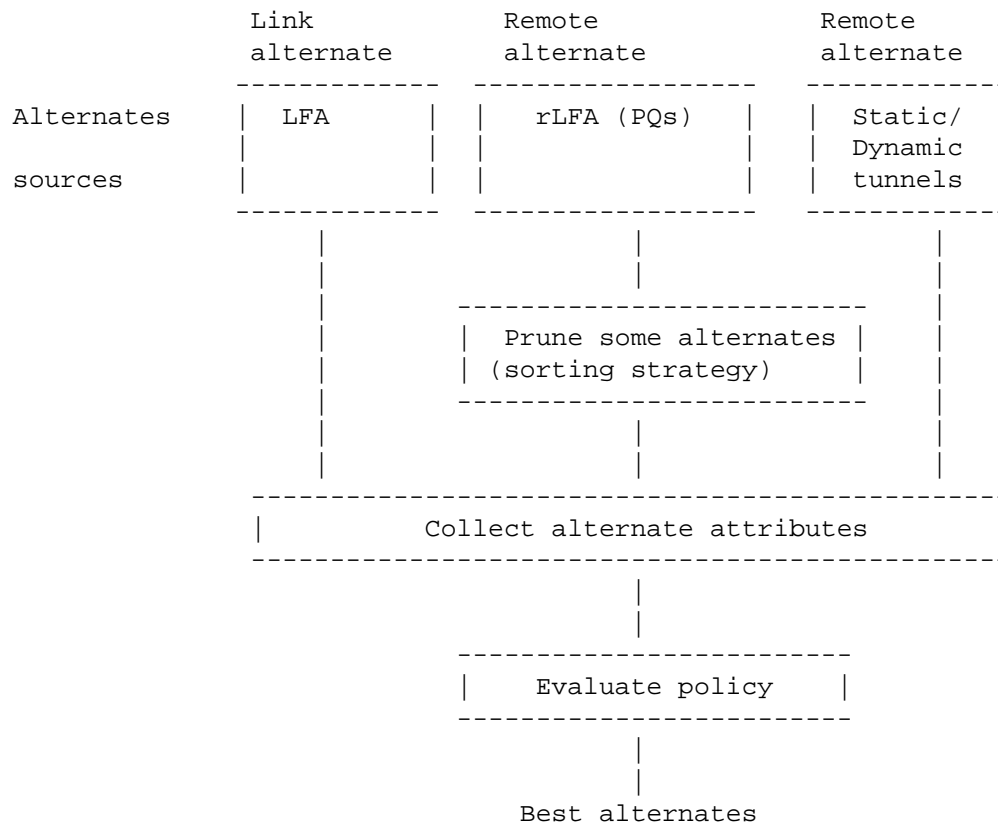 Link Remote Remote
alternate alternate alternate
Alternates LFA rLFA (PQs) Static/
Dynamic
sources tunnels
Prune some alternates
(sorting strategy)
Collect alternate attributes
Evaluate policy
Best alternates